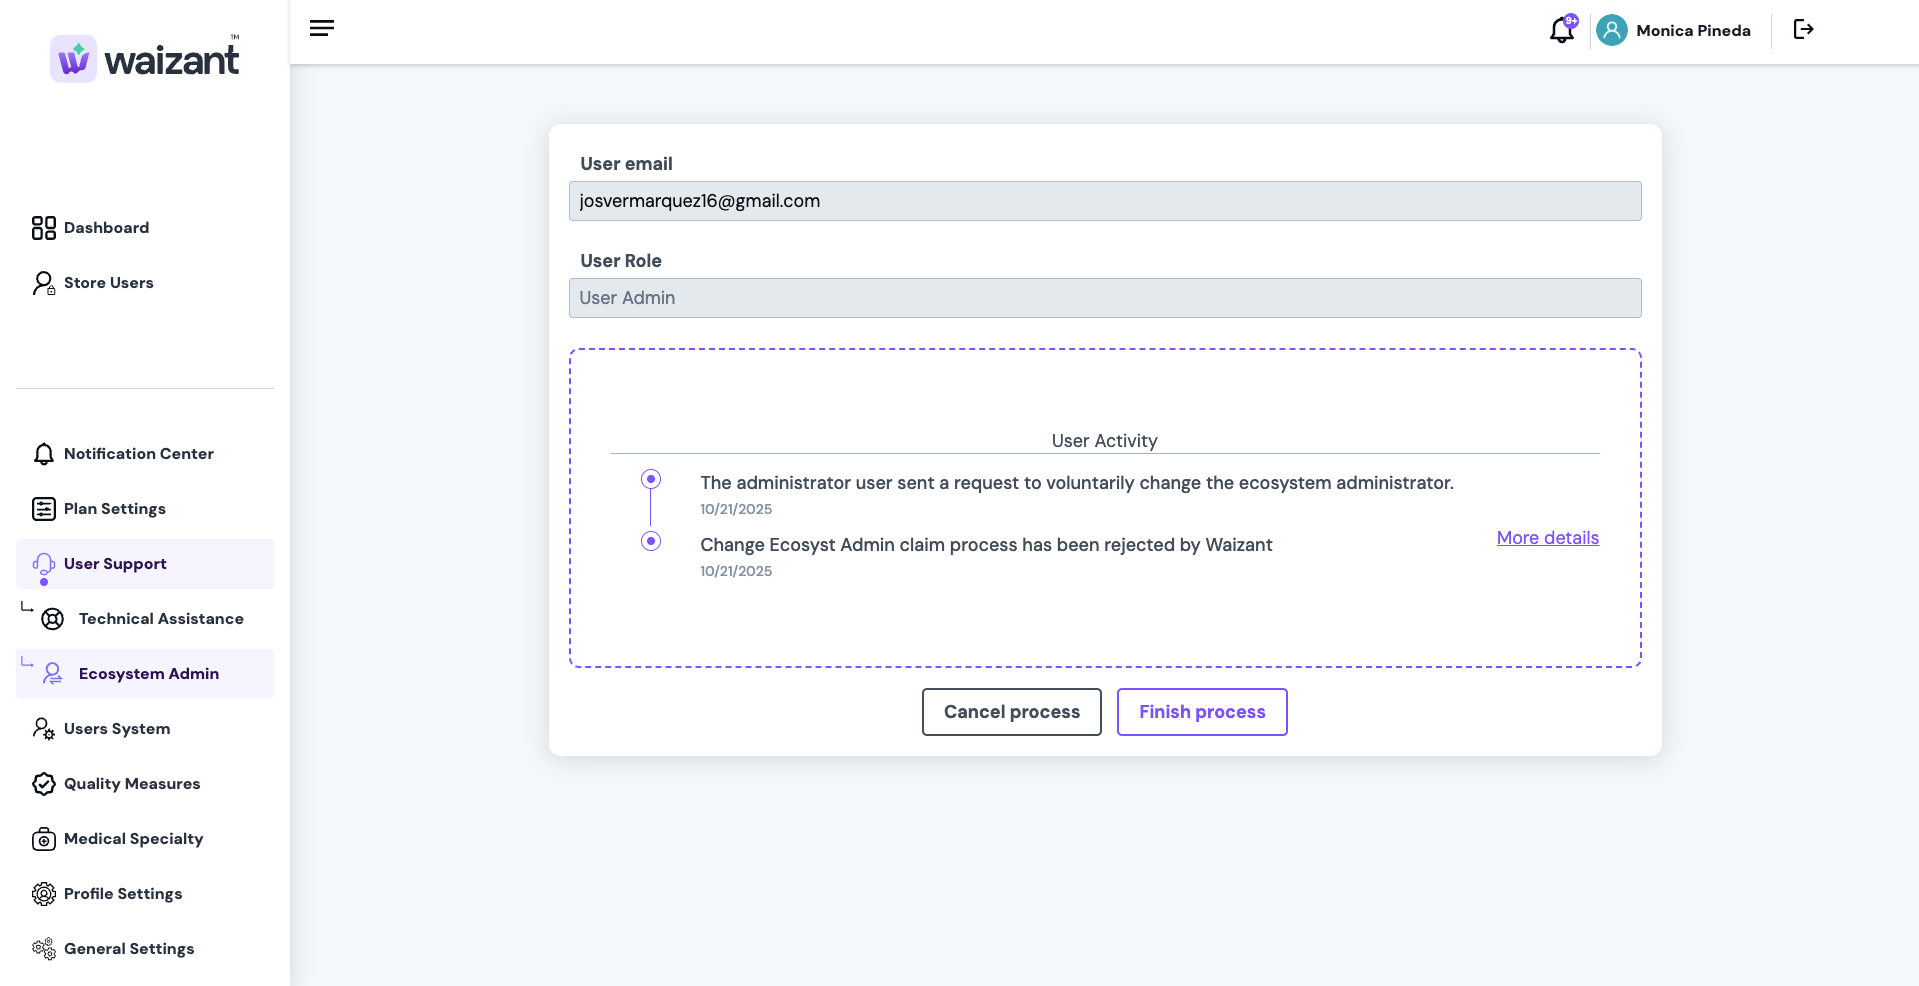 waizant™
9+
Monica Pineda
Dashboard
Store Users
Notification Center
Plan Settings
User Support
Technical Assistance
Ecosystem Admin
Users System
Quality Measures
Medical Specialty
Profile Settings
General Settings
User email
josvermarquez16@gmail.com
User Role
User Admin
User Activity
The administrator user sent a request to voluntarily change the ecosystem administrator.
10/21/2025
Change Ecosyst Admin claim process has been rejected by Waizant
More details
10/21/2025
Cancel process
Finish process